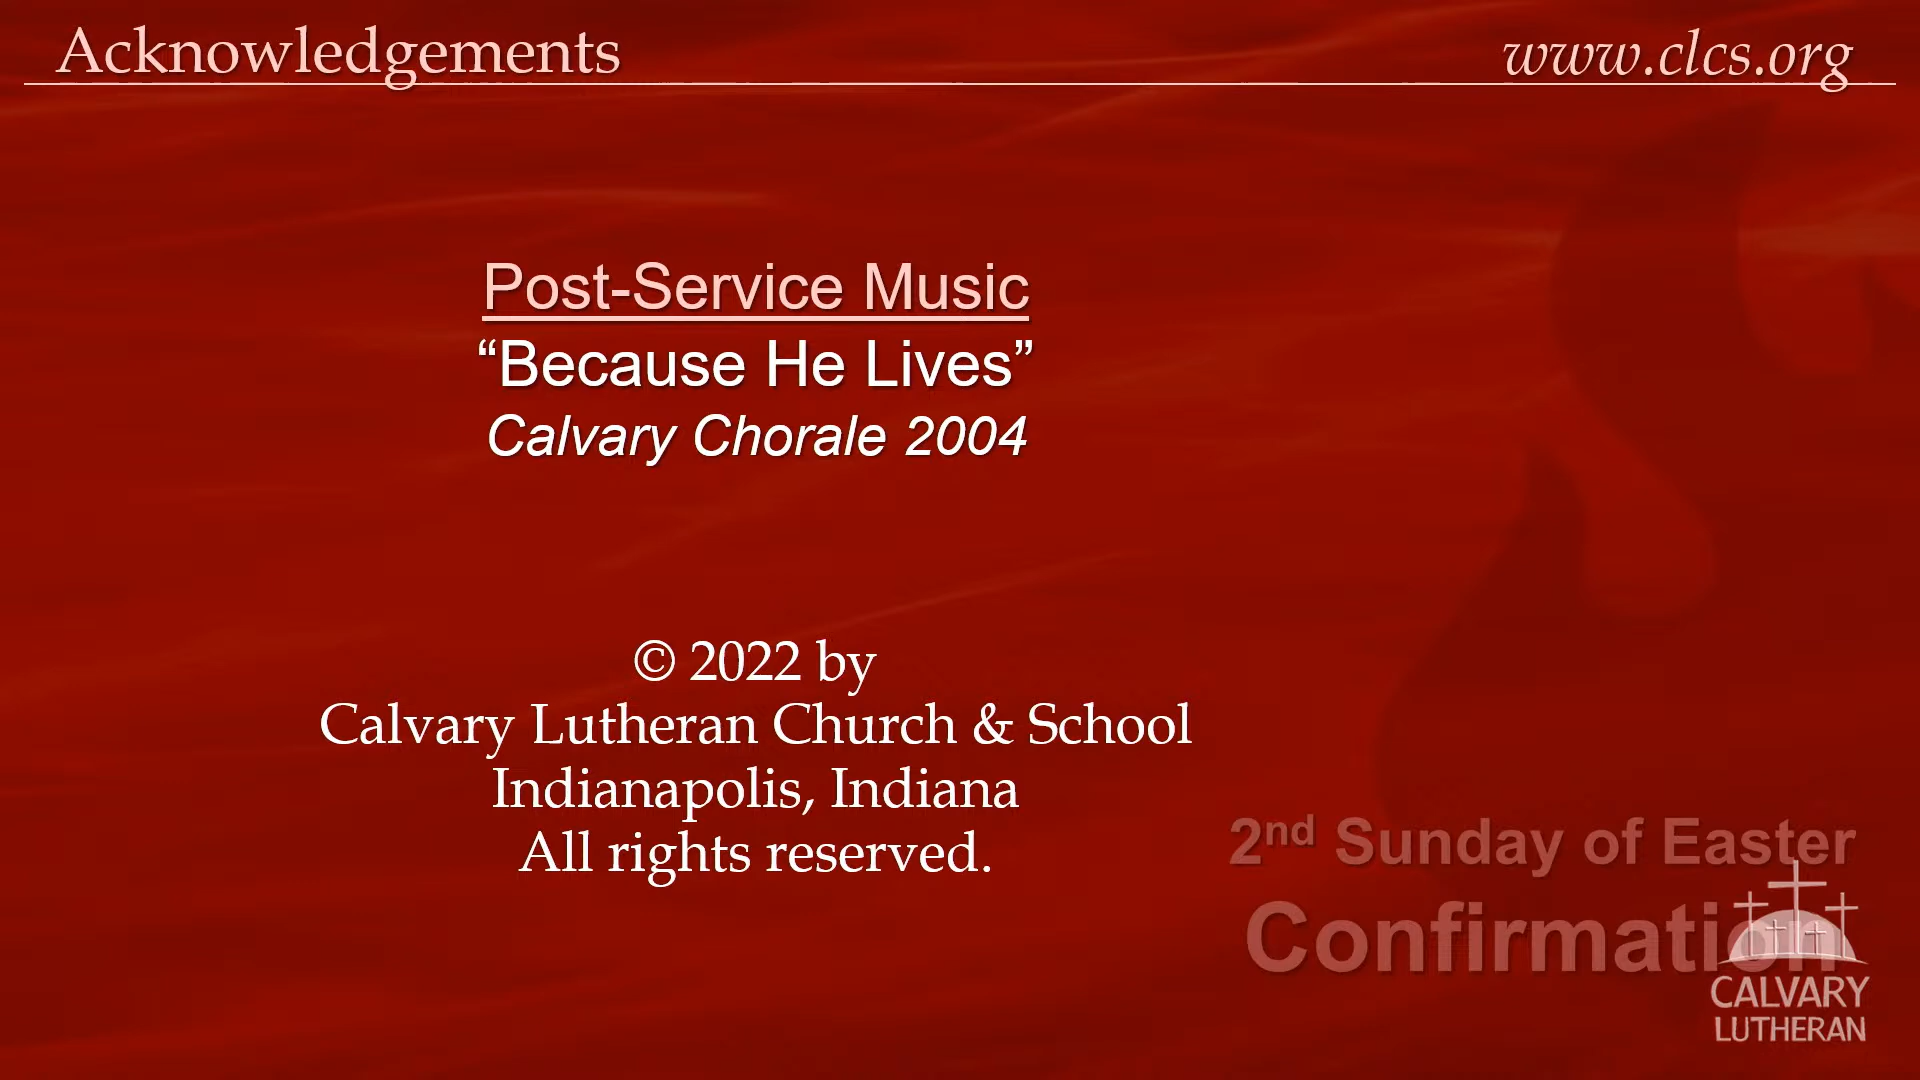 Acknowledgements
www.clcs.org
Post-Service Music
“Because He Lives”
Calvary Chorale 2004
© 2022 by
Calvary Lutheran Church & School
Indianapolis, Indiana
All rights reserved.
2nd Sunday of Easter
Confirmation
CALVARY
LUTHERAN